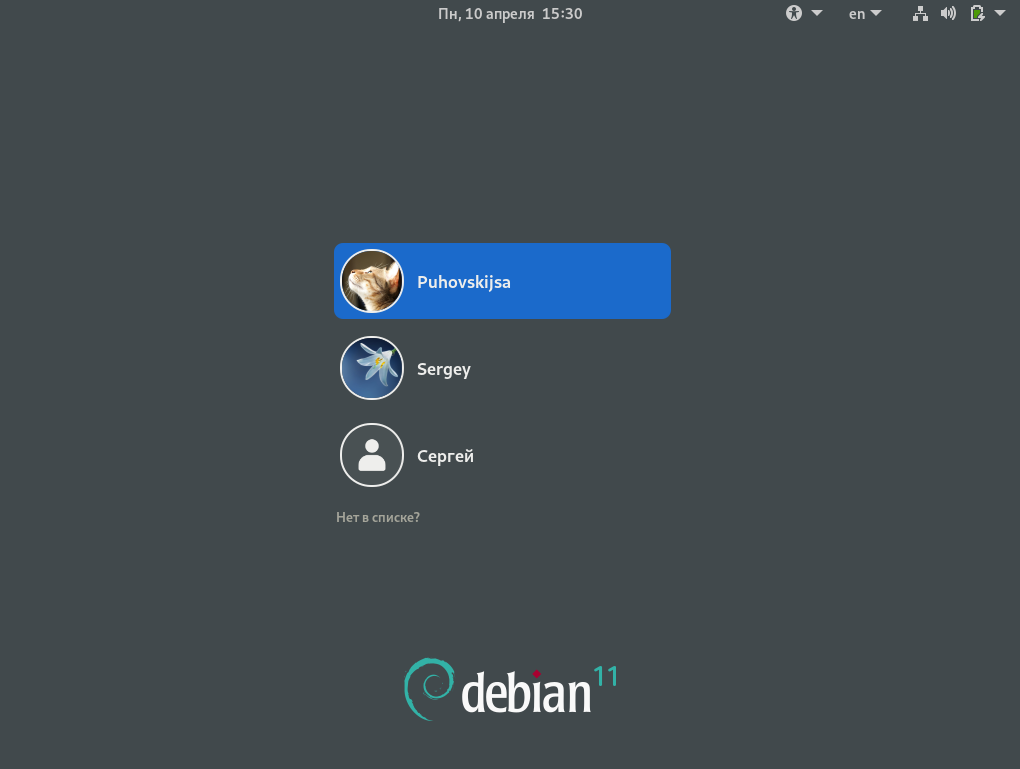 Пн, 10 апреля 15:30
en
Puhovskijsa
Sergey
Сергей
Нет в списке?
debian 11